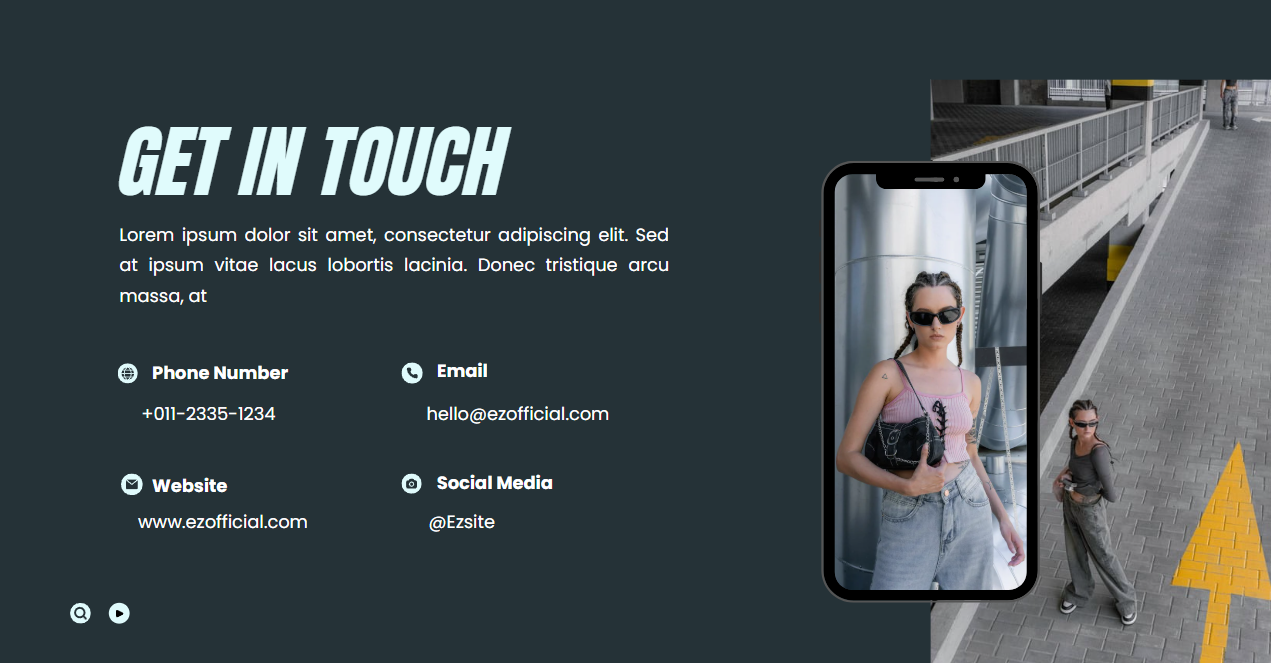 GET IN TOUCH
Lorem ipsum dolor sit amet, consectetur adipiscing elit. Sed
at ipsum vitae lacus lobortis lacinia. Donec tristique arcu
massa, at
Phone Number
+011-2335-1234
Email
hello@ezofficial.com
Website
www.ezofficial.com
Social Media
@Ezsite